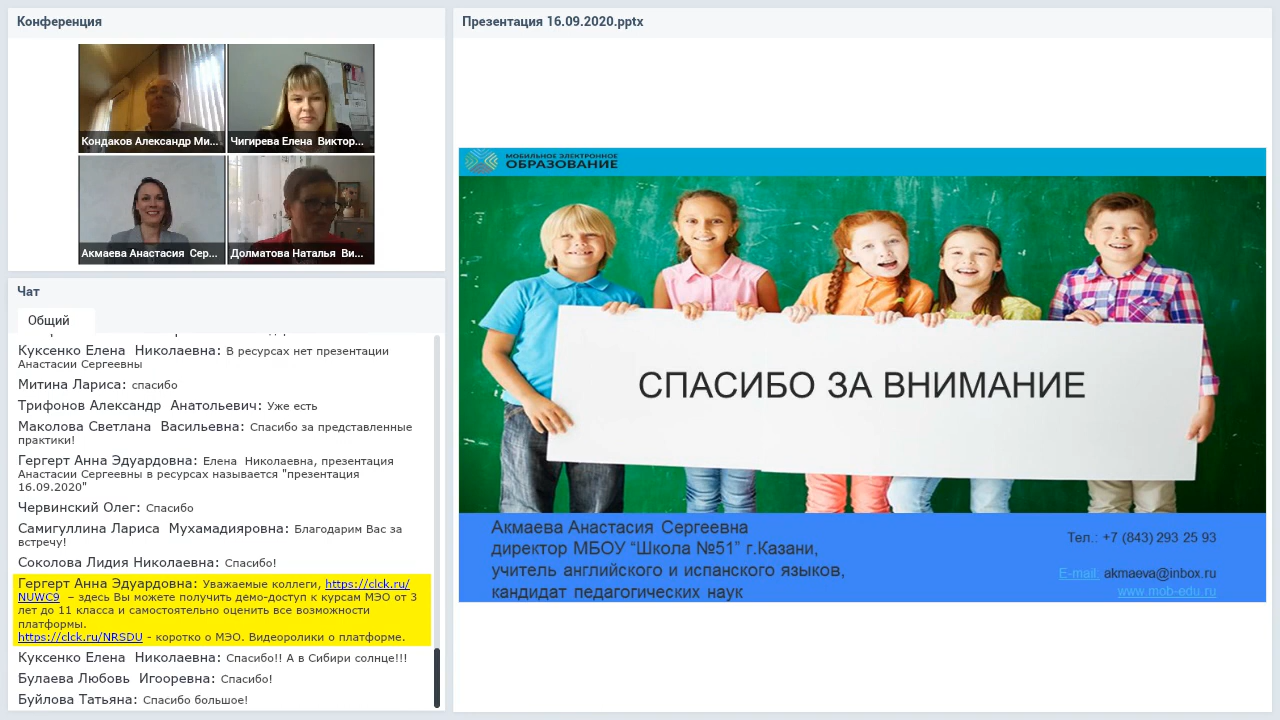 Конференция
Кондаков Александр Ми...
Чигирева Елена Виктор...
Акмаева Анастасия Сер...
Долматова Наталья Ви...
Чат
Общий
Куксенко Елена Николаевна: В ресурсах нет презентации
Анастасии Сергеевны
Митина Лариса: спасибо
Трифонов Александр Анатольевич: Уже есть
Маколова Светлана Васильевна: Спасибо за представленные
практики!
Гергерт Анна Эдуардовна: Елена Николаевна, презентация
Анастасии Сергеевны в ресурсах называется "презентация
16.09.2020"
Червинский Олег: Спасибо
Самигуллина Лариса Мухамадияровна: Благодарим Вас за
встречу!
Соколова Лидия Николаевна: Спасибо!
Гергерт Анна Эдуардовна: Уважаемые коллеги, https://clck.ru/
NUWC9 – здесь Вы можете получить демо-доступ к курсам МЭО от 3
лет до 11 класса и самостоятельно оценить все возможности
платформы.
https://clck.ru/NRSDU - коротко о МЭО. Видеоролики о платформе.
Куксенко Елена Николаевна: Спасибо!! А в Сибири солнце!!!
Булаева Любовь Игооревна: Спасибо!
Буйлова Татьяна: Спасибо большое!
Презентация 16.09.2020.pptx
МОБИЛЬНОЕ ЭЛЕКТРОННОЕ
ОБРАЗОВАНИЕ
СПАСИБО ЗА ВНИМАНИЕ
Акмаева Анастасия Сергеевна
директор МБОУ “Школа №51” г.Казани,
учитель английского и испанского языков,
кандидат педагогических наук
Тел.: +7 (843) 293 25 93
E-mail: akmaeva@inbox.ru
www.mob-edu.ru